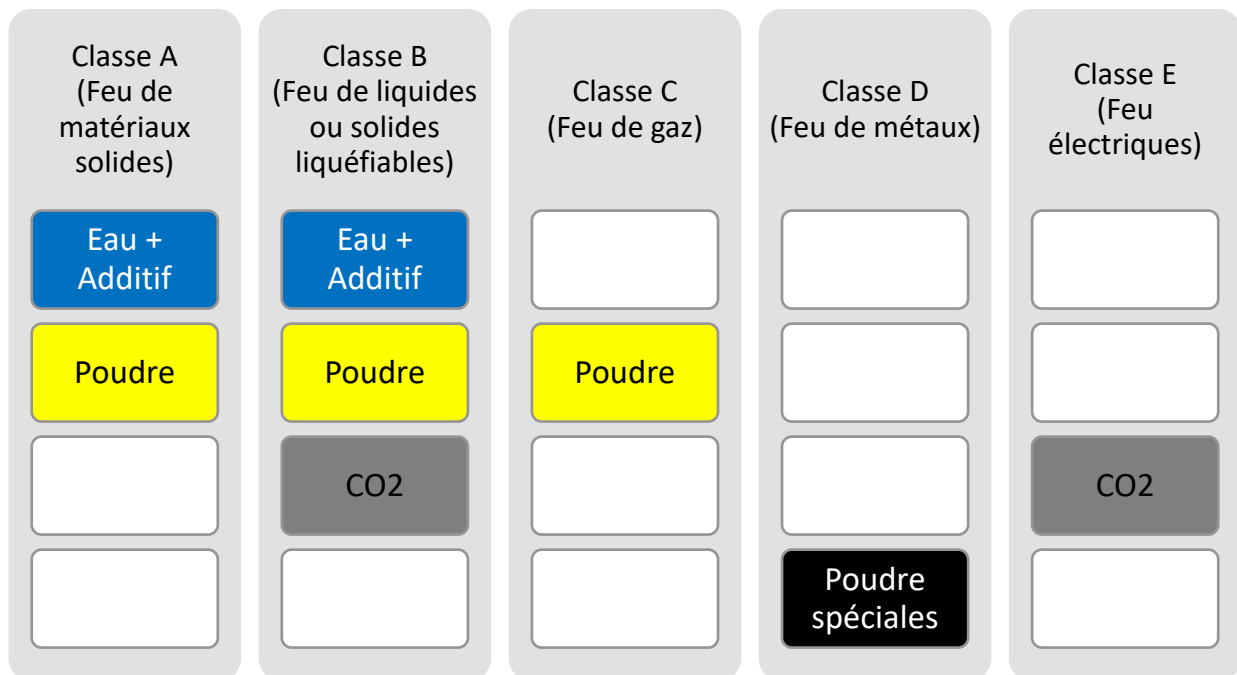 Classe A
(Feu de
matériaux
solides)
Eau +
Additif
Poudre
Classe B
(Feu de liquides
ou solides
liquéfiables)
Eau +
Additif
Poudre
CO2
Classe C
(Feu de gaz)
Poudre
Classe D
(Feu de métaux)
Poudre
spéciales
Classe E
(Feu
électriques)
CO2